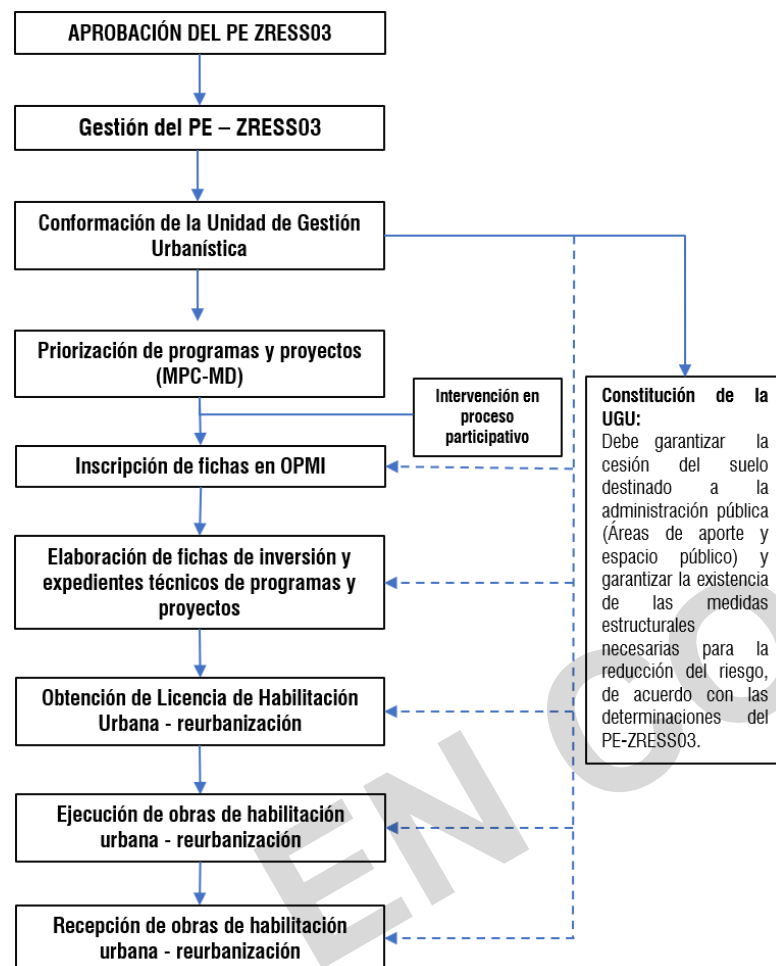 APROBACIÓN DEL PE ZRESS03
Gestión del PE – ZRESS03
Conformación de la Unidad de Gestión
Urbanística
Priorización de programas y proyectos
(MPC-MD)
Intervención en
proceso
participativo
Inscripción de fichas en OPMI
Elaboración de fichas de inversión y
expedientes técnicos de programas y
proyectos
Obtención de Licencia de Habilitación
Urbana - reurbanización
Ejecución de obras de habilitación
urbana - reurbanización
Recepción de obras de habilitación
urbana - reurbanización
Constitución de la
UGU:
Debe garantizar la
cesión del suelo
destinado a la
administración pública
(Áreas de aporte y
espacio público) y
garantizar la existencia
de las medidas
estructurales
necesarias para la
reducción del riesgo,
de acuerdo con las
determinaciones del
PE-ZRESS03.
EN CO